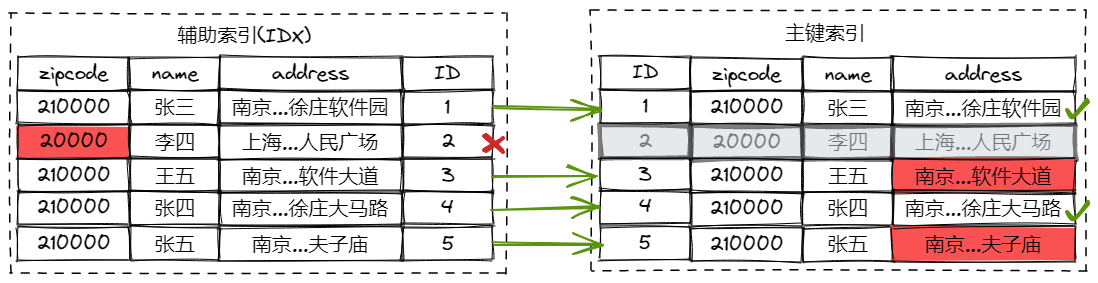 辅助索引(IDX)
zipcode name address ID
210000 张三 南京...徐庄软件园 1
20000 李四 上海...人民广场 2
210000 王五 南京...软件大道 3
210000 张四 南京...徐庄大马路 4
210000 张五 南京...夫子庙 5
主键索引
ID zipcode name address
1 210000 张三 南京...徐庄软件园
2 20000 李四 上海...人民广场
3 210000 王五 南京...软件大道
4 210000 张四 南京...徐庄大马路
5 210000 张五 南京...夫子庙